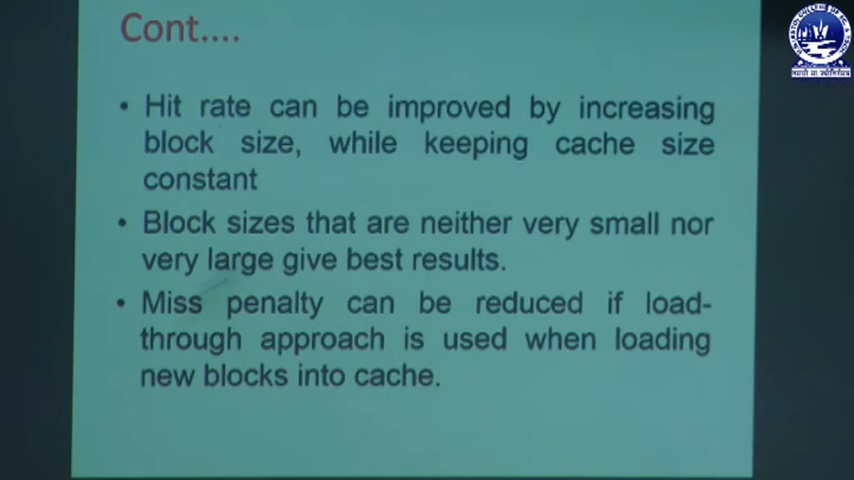 Cont....
• Hit rate can be improved by increasing
block size, while keeping cache size
constant
• Block sizes that are neither very small nor
very large give best results.
• Miss penalty can be reduced if load-
through approach is used when loading
new blocks into cache.